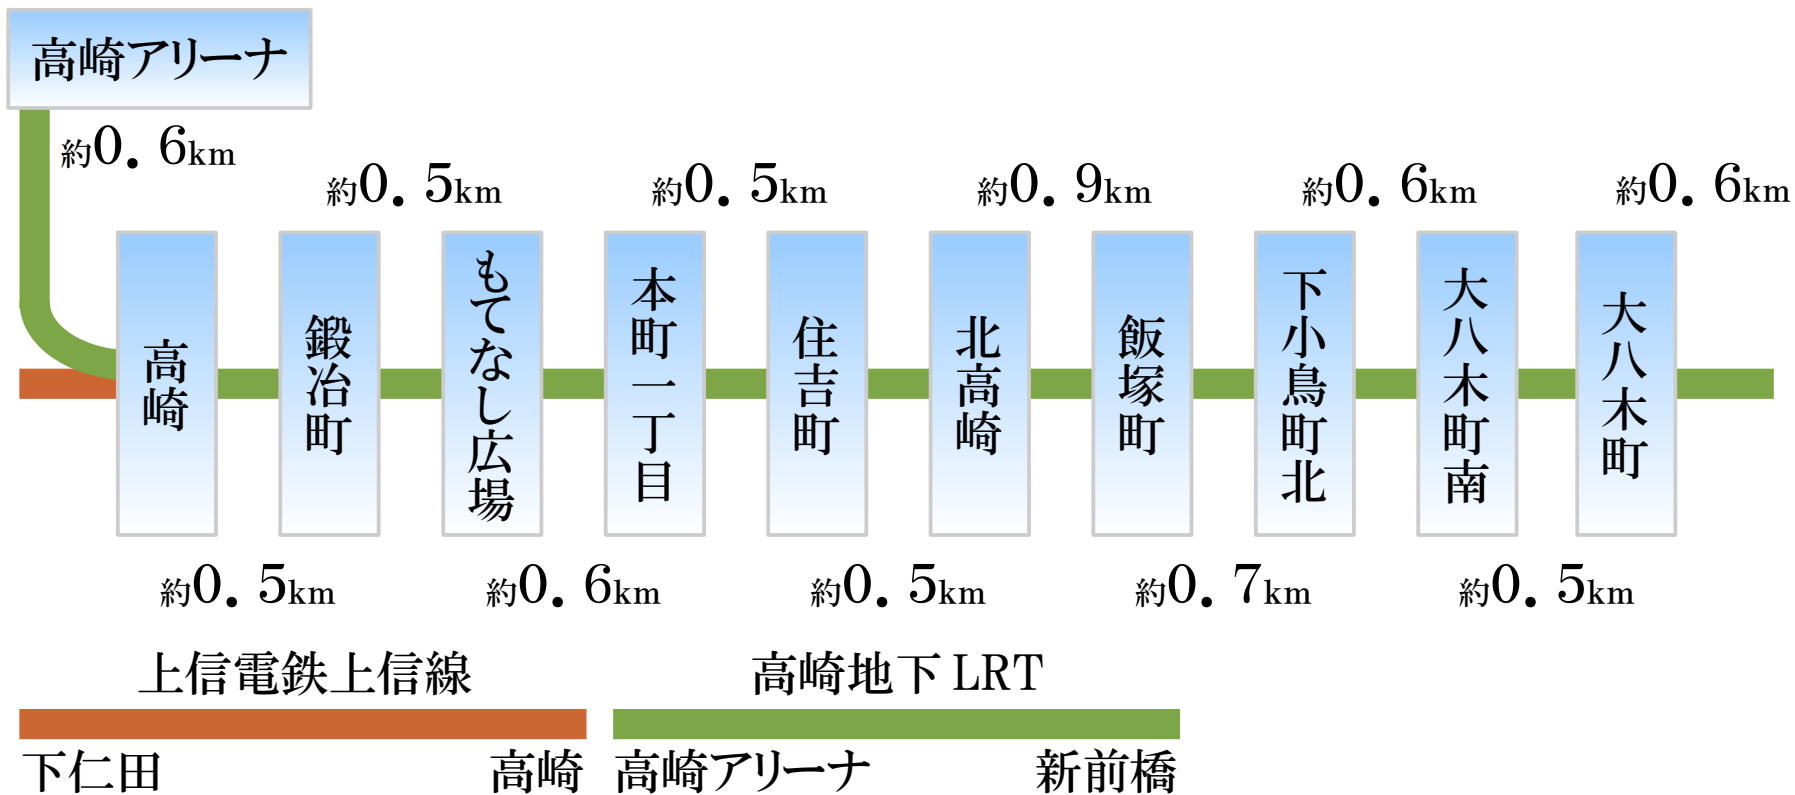 高崎アリーナ
約0．6km
約0．5km
約0．5km
約0．9km
約0．6km
約0．6km
高崎
鍛冶町
もてなし広場
本町一丁目
住吉町
北高崎
飯塚町
下小鳥町北
大八木町南
大八木町
約0．5km
約0．6km
約0．5km
約0．7km
約0．5km
上信電鉄上信線
高崎地下LRT
下仁田
高崎
高崎アリーナ
新前橋